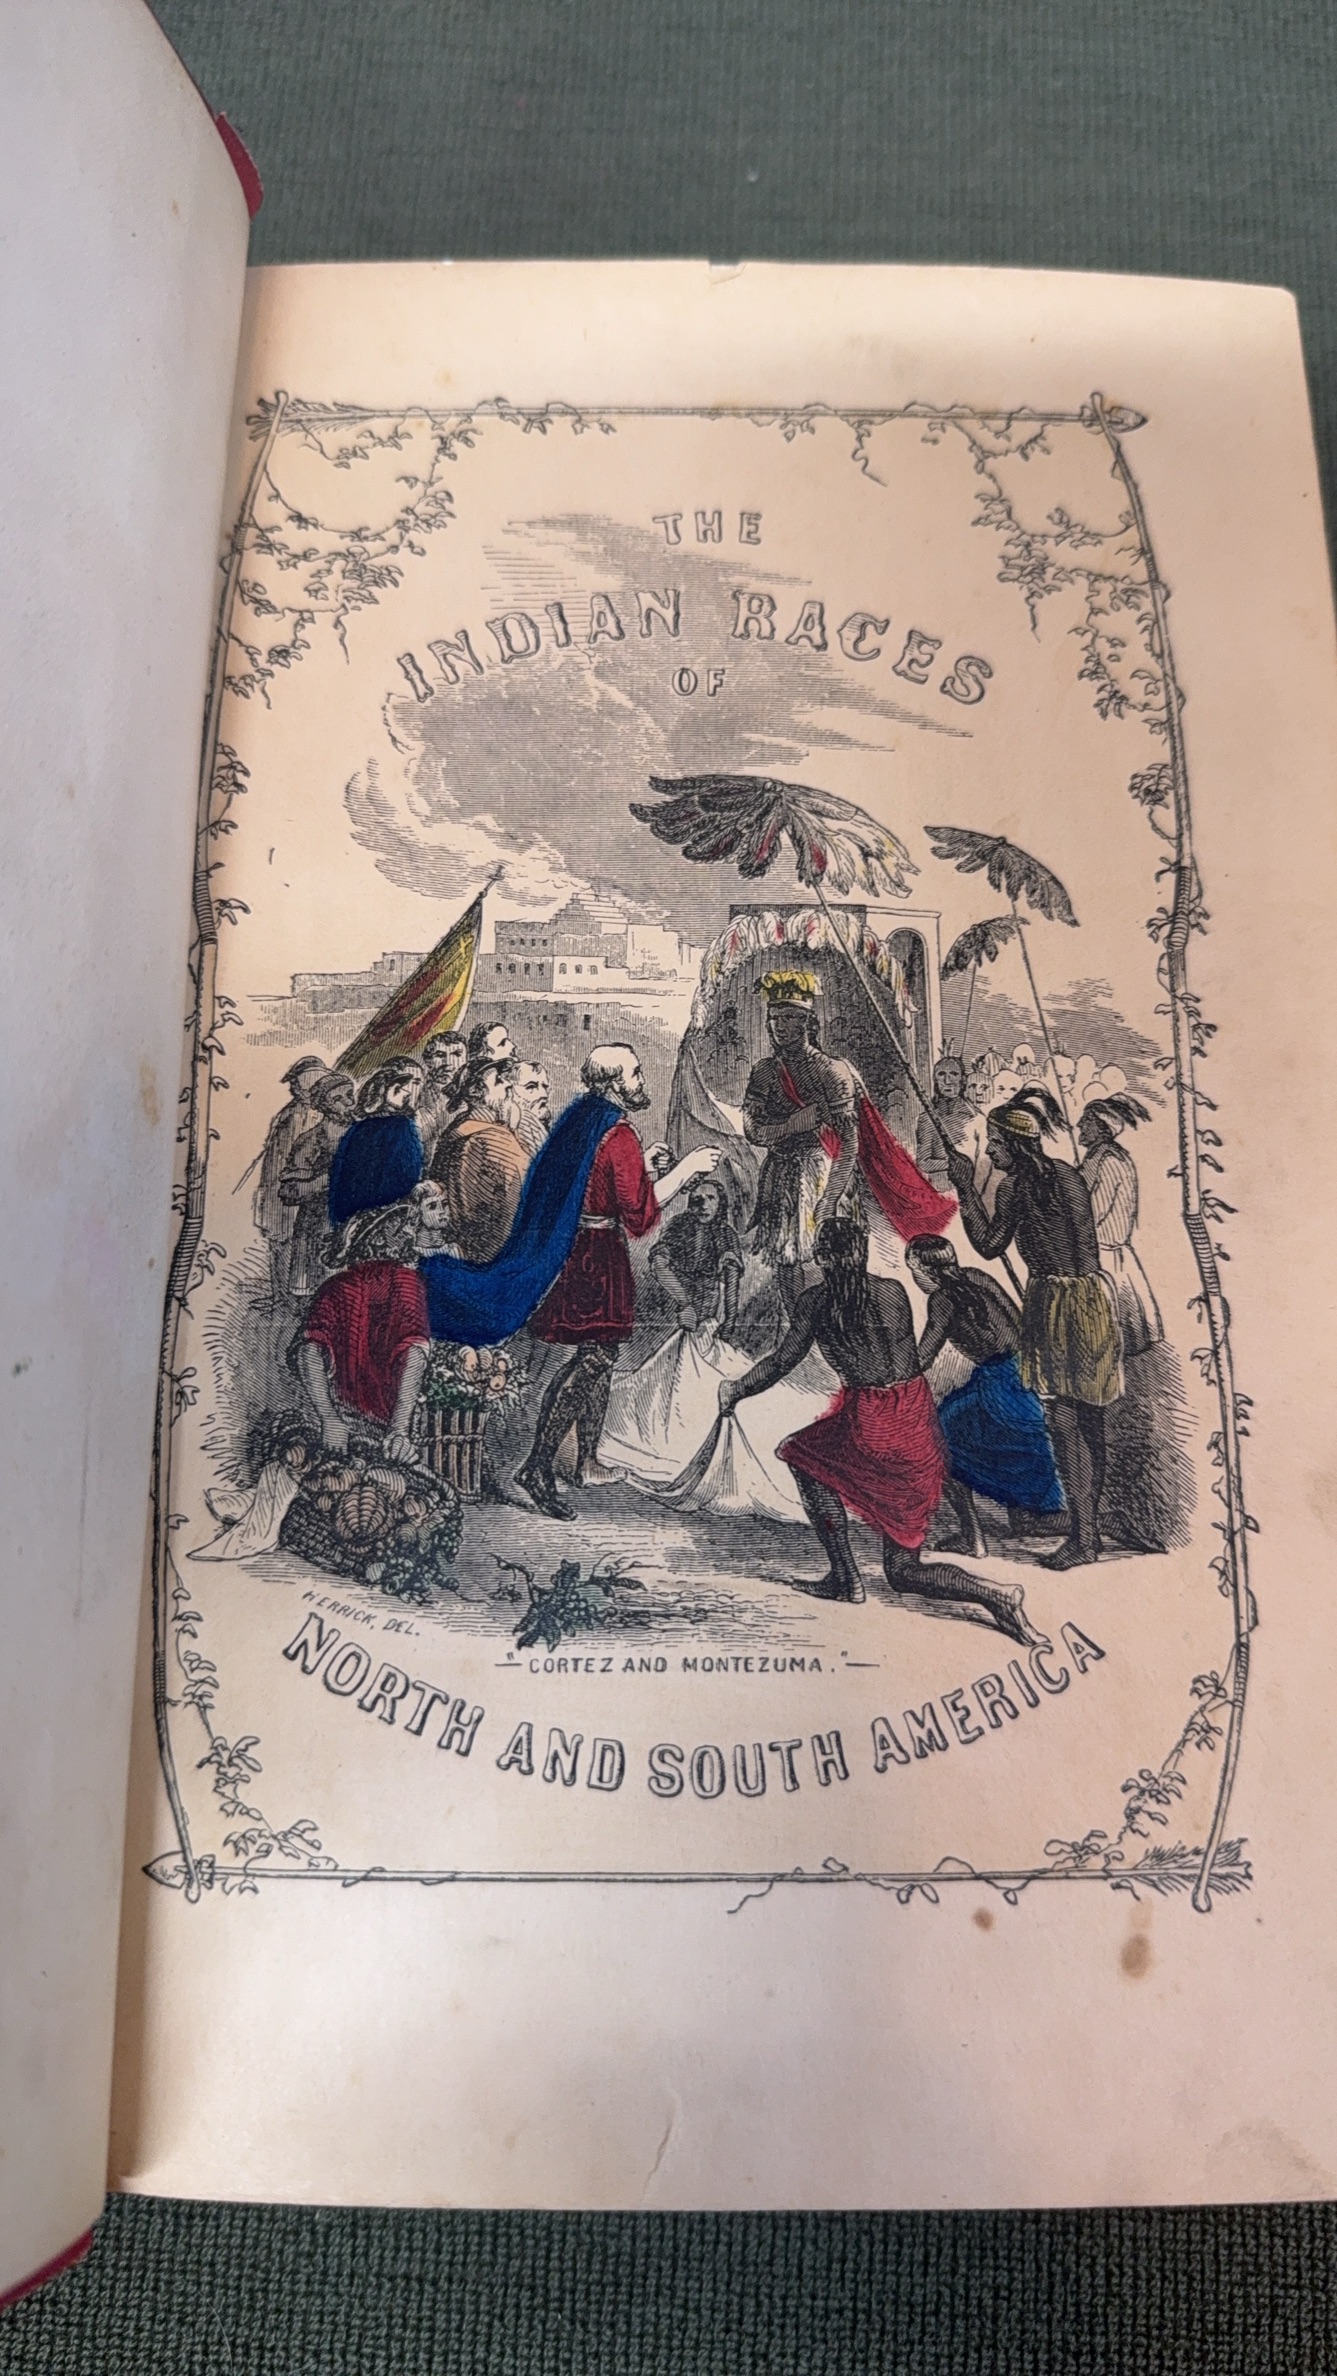 THE
INDIAN RACES
OF
HERRICK, DEL.
"CORTEZ AND MONTEZUMA."
NORTH AND SOUTH AMERICA